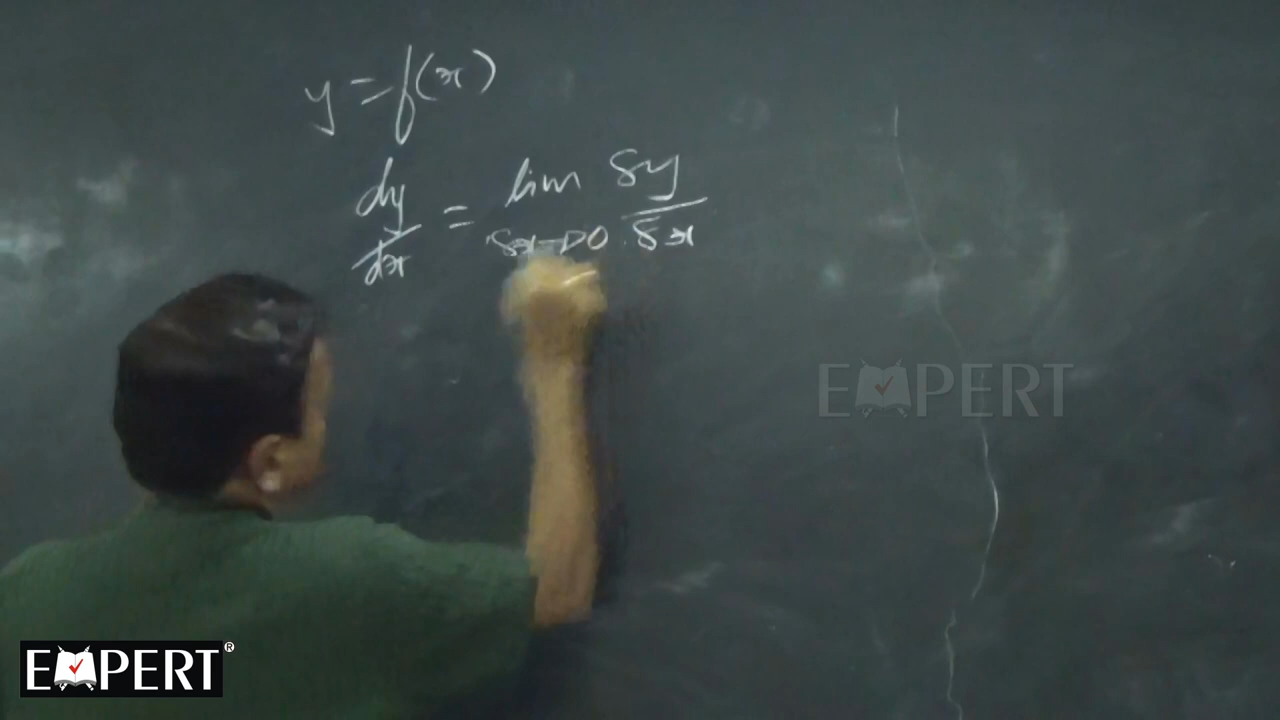 y = f(x)
dy/dx = lim δx→0 δy/δx
EXPERT
EXPERT®